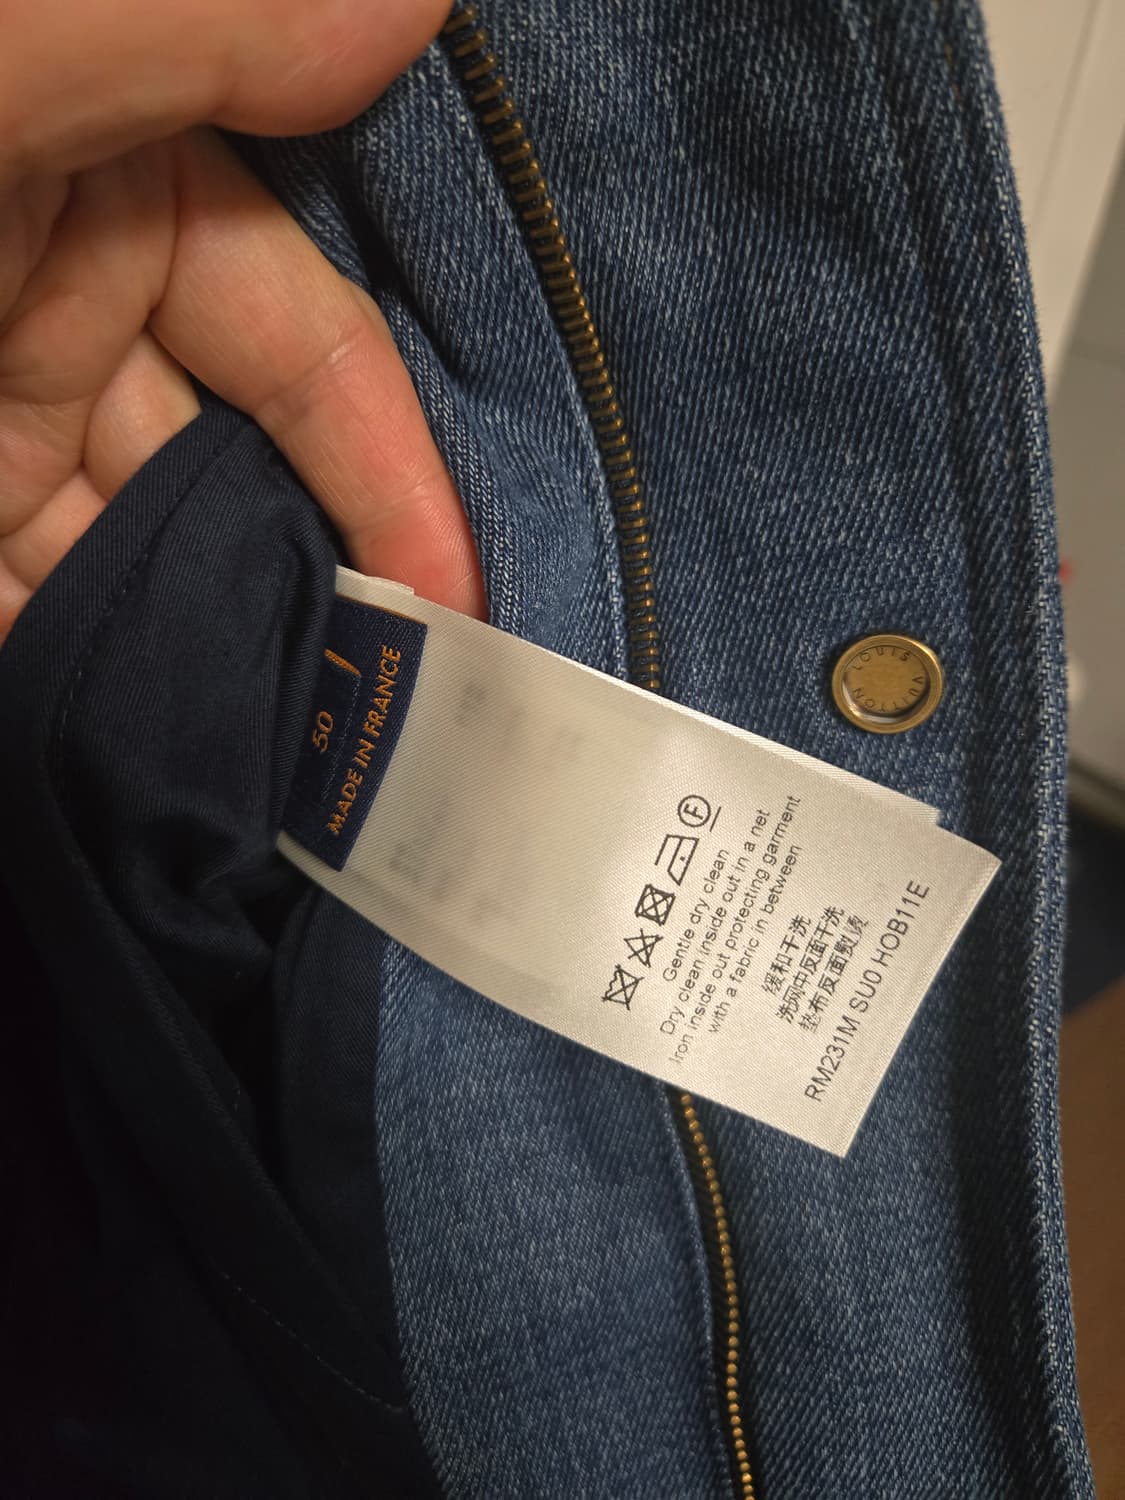 50
MADE IN FRANCE
F
Gentle dry clean
Dry clean inside out in a net
Iron inside out protecting garment
with a fabric in between
缓和干洗
洗网中反面干洗
垫布反面熨烫
RM231M SU0 HOB11E
LOUIS VUITTON